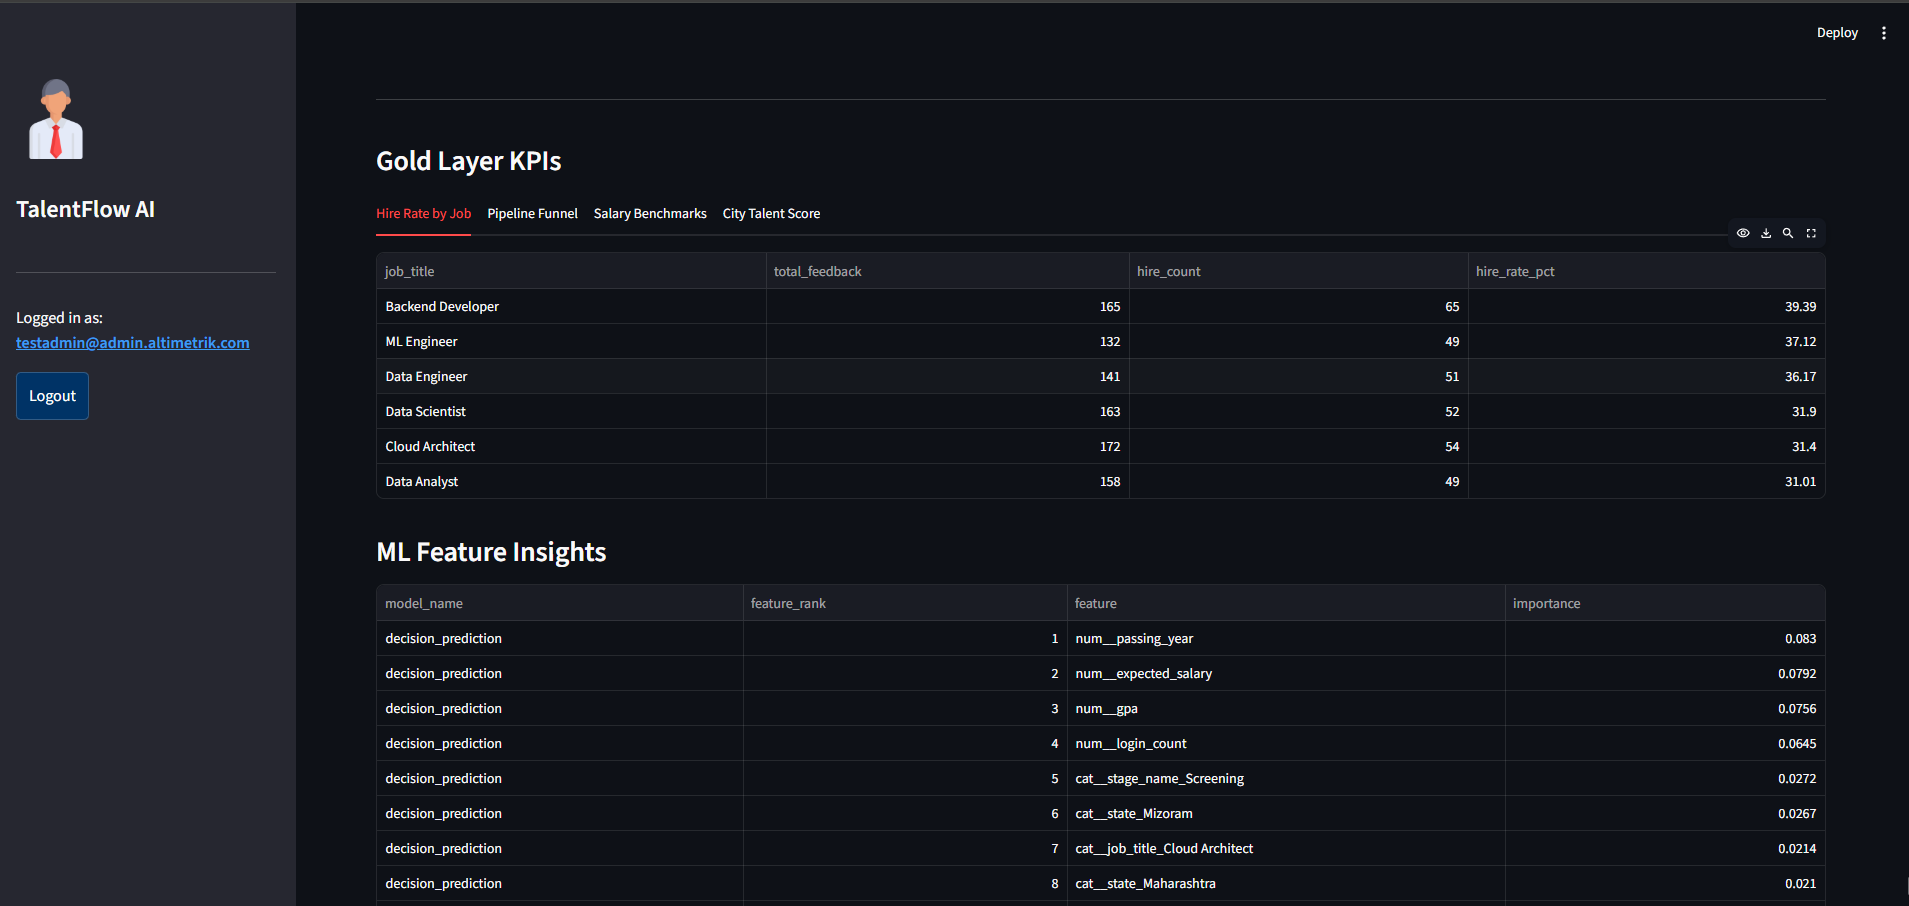 Deploy
TalentFlow AI
Logged in as:
testadmin@admin.altimetrik.com
Logout
Gold Layer KPIs
Hire Rate by Job Pipeline Funnel Salary Benchmarks City Talent Score
job_title total_feedback hire_count hire_rate_pct
Backend Developer 165 65 39.39
ML Engineer 132 49 37.12
Data Engineer 141 51 36.17
Data Scientist 163 52 31.9
Cloud Architect 172 54 31.4
Data Analyst 158 49 31.01
ML Feature Insights
model_name feature_rank feature importance
decision_prediction 1 num__passing_year 0.083
decision_prediction 2 num__expected_salary 0.0792
decision_prediction 3 num__gpa 0.0756
decision_prediction 4 num__login_count 0.0645
decision_prediction 5 cat__stage_name_Screening 0.0272
decision_prediction 6 cat__state_Mizoram 0.0267
decision_prediction 7 cat__job_title_Cloud Architect 0.0214
decision_prediction 8 cat__state_Maharashtra 0.021